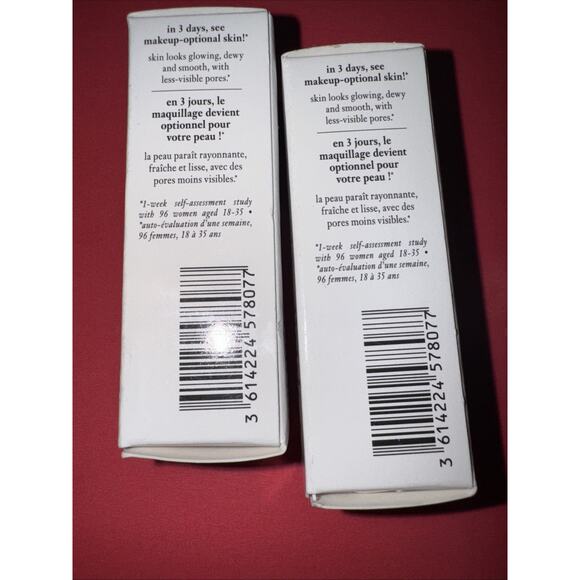 in 3 days, see
makeup-optional skin!*
skin looks glowing, dewy
and smooth, with
less-visible pores.*
en 3 jours, le
maquillage devient
optionnel pour
votre peau !*
la peau paraît rayonnante,
fraîche et lisse, avec des
pores moins visibles.*
*1-week self-assessment study
with 96 women aged 18-35 •
*auto-évaluation d'une semaine,
96 femmes, 18 à 35 ans
3 614224 578077
in 3 days, see
makeup-optional skin!*
skin looks glowing, dewy
and smooth, with
less-visible pores.*
en 3 jours, le
maquillage devient
optionnel pour
votre peau !*
la peau paraît rayonnante,
fraîche et lisse, avec des
pores moins visibles.*
*1-week self-assessment study
with 96 women aged 18-35 •
*auto-évaluation d'une semaine,
96 femmes, 18 à 35 ans
3 614224 578077